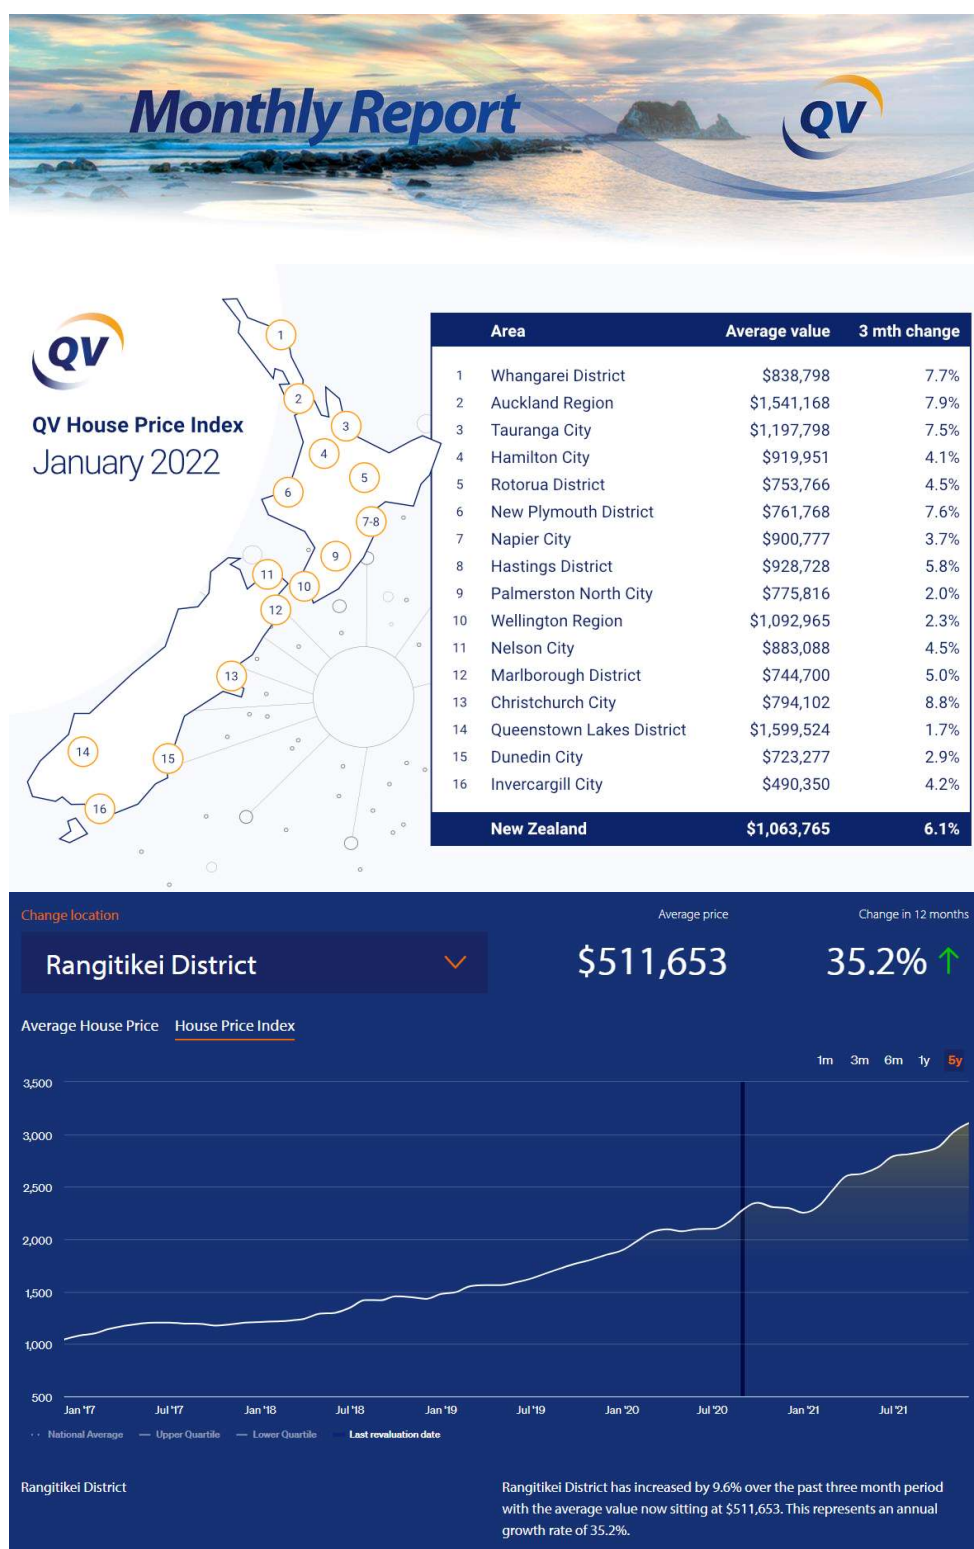 Monthly Report
QV
QV
QV House Price Index
January 2022
1
2
3
4
5
6
7-8
9
10
11
12
13
14
15
16
Area Average value 3 mth change
1 Whangarei District $838,798 7.7%
2 Auckland Region $1,541,168 7.9%
3 Tauranga City $1,197,798 7.5%
4 Hamilton City $919,951 4.1%
5 Rotorua District $753,766 4.5%
6 New Plymouth District $761,768 7.6%
7 Napier City $900,777 3.7%
8 Hastings District $928,728 5.8%
9 Palmerston North City $775,816 2.0%
10 Wellington Region $1,092,965 2.3%
11 Nelson City $883,088 4.5%
12 Marlborough District $744,700 5.0%
13 Christchurch City $794,102 8.8%
14 Queenstown Lakes District $1,599,524 1.7%
15 Dunedin City $723,277 2.9%
16 Invercargill City $490,350 4.2%
New Zealand $1,063,765 6.1%
Change location Average price Change in 12 months
Rangitikei District $511,653 35.2%
Average House Price House Price Index
1m 3m 6m 1y 5y
3,500
3,000
2,500
2,000
1,500
1,000
500
Jan '17 Jul '17 Jan '18 Jul '18 Jan '19 Jul '19 Jan '20 Jul '20 Jan '21 Jul '21
National Average Upper Quartile Lower Quartile Last revaluation date
Rangitikei District
Rangitikei District has increased by 9.6% over the past three month period
with the average value now sitting at $511,653. This represents an annual
growth rate of 35.2%.